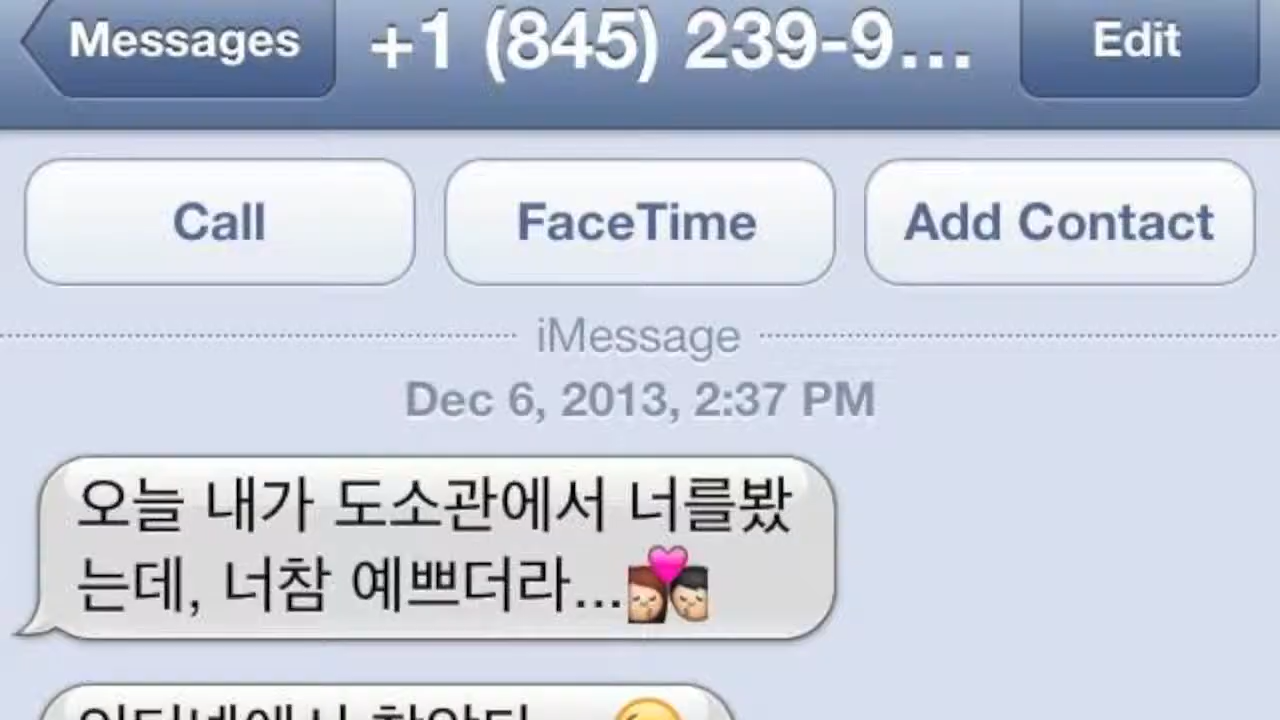 Messages
+1 (845) 239-9...
Edit
Call
FaceTime
Add Contact
iMessage
Dec 6, 2013, 2:37 PM
오늘 내가 도소관에서 너를봤
는데, 너참 예쁘더라...💏